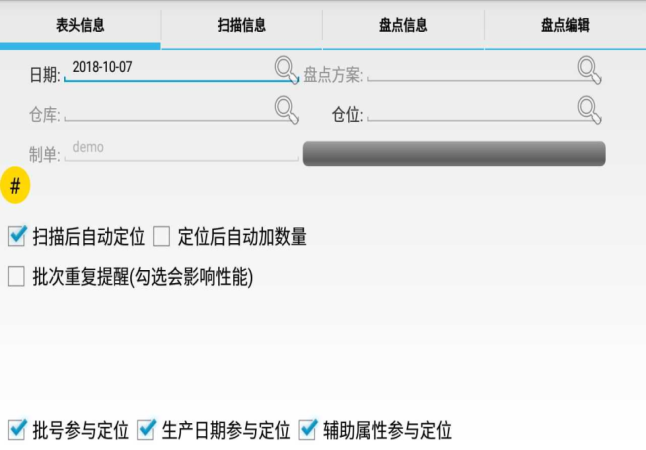 表头信息 扫描信息 盘点信息 盘点编辑
日期: 2018-10-07 盘点方案:
仓库: 仓位:
制单: demo
#
扫描后自动定位 定位后自动加数量
批次重复提醒(勾选会影响性能)
批号参与定位 生产日期参与定位 辅助属性参与定位